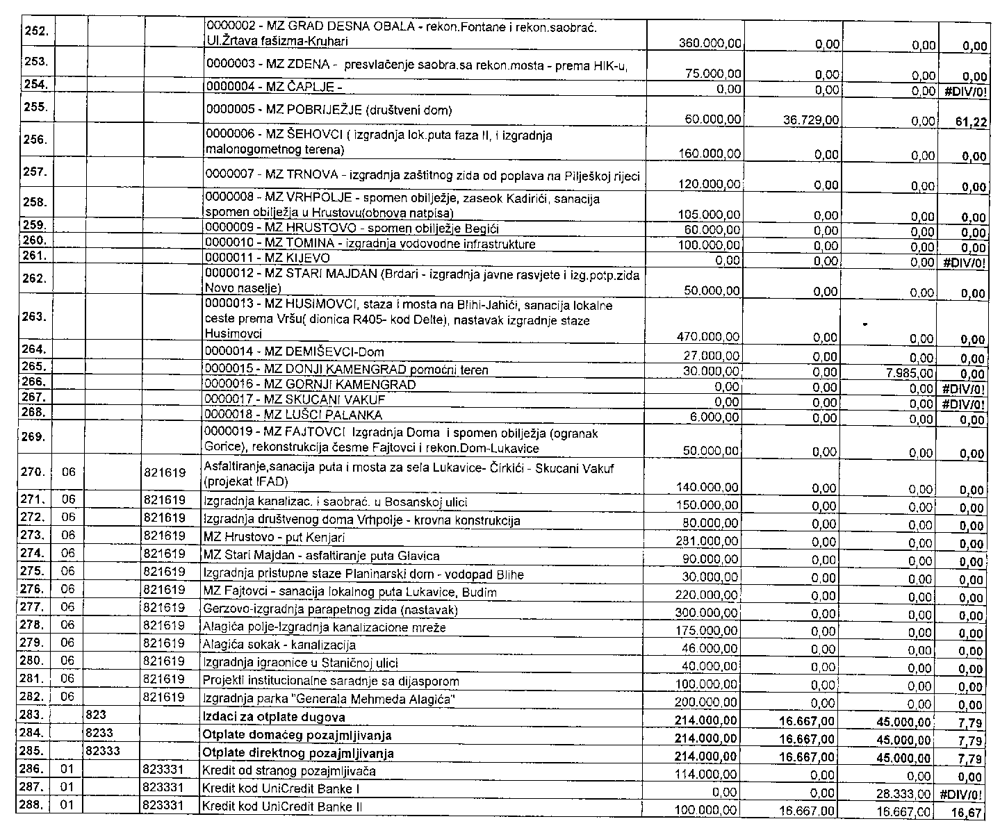 252. 0000002 - MZ GRAD DESNA OBALA - rekon.Fontane i rekon.saobrać.
Ul.Žrtava fašizma-Kruhari 360.000,00 0,00 0,00 0,00
253. 0000003 - MZ ZDENA - presvlačenje saobra.sa rekon.mosta - prema HIK-u, 75.000,00 0,00 0,00 0,00
254. 0000004 - MZ ČAPLJE - 0,00 0,00 0,00 #DIV/0!
255. 0000005 - MZ POBRIJEŽJE (društveni dom) 60.000,00 36.729,00 0,00 61,22
256. 0000006 - MZ ŠEHOVCI ( izgradnja lok.puta faza II, i izgradnja
malonogometnog terena) 160.000,00 0,00 0,00 0,00
257. 0000007 - MZ TRNOVA - izgradnja zaštitnog zida od poplava na Pilješkoj rijeci 120.000,00 0,00 0,00 0,00
258. 0000008 - MZ VRHPOLJE - spomen obilježje, zaseok Kadirići, sanacija
spomen obilježja u Hrustovu(obnova natpisa) 105.000,00 0,00 0,00 0,00
259. 0000009 - MZ HRUSTOVO - spomen obilježje Begići 60.000,00 0,00 0,00 0,00
260. 0000010 - MZ TOMINA - izgradnja vodovodne infrastrukture 100.000,00 0,00 0,00 0,00
261. 0000011 - MZ KIJEVO 0,00 0,00 0,00 #DIV/0!
262. 0000012 - MZ STARI MAJDAN (Brdari - izgradnja javne rasvjete i izg.potp.zida
Novo naselje) 50.000,00 0,00 0,00 0,00
263. 0000013 - MZ HUSIMOVCI, staza i mosta na Blihi-Jahići, sanacija lokalne
ceste prema Vršu( dionica R405- kod Delte), nastavak izgradnje staze
Husimovci 470.000,00 0,00 0,00 0,00
264. 0000014 - MZ DEMIŠEVCI-Dom 27.000,00 0,00 0,00 0,00
265. 0000015 - MZ DONJI KAMENGRAD pomoćni teren 30.000,00 0,00 7.985,00 0,00
266. 0000016 - MZ GORNJI KAMENGRAD 0,00 0,00 0,00 #DIV/0!
267. 0000017 - MZ SKUCANI VAKUF 0,00 0,00 0,00 #DIV/0!
268. 0000018 - MZ LUŠCI PALANKA 6.000,00 0,00 0,00 0,00
269. 0000019 - MZ FAJTOVCI Izgradnja Doma i spomen obilježja (ogranak
Gorice), rekonstrukcija česme Fajtovci i rekon.Dom-Lukavice 50.000,00 0,00 0,00 0,00
270. 06 821619 Asfaltiranje,sanacija puta i mosta za sela Lukavice- Čirkići - Skucani Vakuf
(projekat IFAD) 140.000,00 0,00 0,00 0,00
271. 06 821619 Izgradnja kanalizac. i saobrać. u Bosanskoj ulici 150.000,00 0,00 0,00 0,00
272. 06 821619 Izgradnja društvenog doma Vrhpolje - krovna konstrukcija 80.000,00 0,00 0,00 0,00
273. 06 821619 MZ Hrustovo - put Kenjari 281.000,00 0,00 0,00 0,00
274. 06 821619 MZ Stari Majdan - asfaltiranje puta Glavica 90.000,00 0,00 0,00 0,00
275. 06 821619 Izgradnja pristupne staze Planinarski dom - vodopad Blihe 30.000,00 0,00 0,00 0,00
276. 06 821619 MZ Fajtovci - sanacija lokalnog puta Lukavice, Budim 220.000,00 0,00 0,00 0,00
277. 06 821619 Gerzovo-izgradnja parapetnog zida (nastavak) 300.000,00 0,00 0,00 0,00
278. 06 821619 Alagića polje-Izgradnja kanalizacione mreže 175.000,00 0,00 0,00 0,00
279. 06 821619 Alagića sokak - kanalizacija 46.000,00 0,00 0,00 0,00
280. 06 821619 Izgradnja igraonice u Staničnoj ulici 40.000,00 0,00 0,00 0,00
281. 06 821619 Projekti institucionalne saradnje sa dijasporom 100.000,00 0,00 0,00 0,00
282. 06 821619 Izgradnja parka "Generala Mehmeda Alagića" 200.000,00 0,00 0,00 0,00
283. 823 Izdaci za otplate dugova 214.000,00 16.667,00 45.000,00 7,79
284. 8233 Otplate domaćeg pozajmljivanja 214.000,00 16.667,00 45.000,00 7,79
285. 82333 Otplate direktnog pozajmljivanja 214.000,00 16.667,00 45.000,00 7,79
286. 01 823331 Kredit od stranog pozajmljivača 114.000,00 0,00 0,00 0,00
287. 01 823331 Kredit kod UniCredit Banke I 0,00 0,00 28.333,00 #DIV/0!
288. 01 823331 Kredit kod UniCredit Banke II 100.000,00 16.667,00 16.667,00 16,67